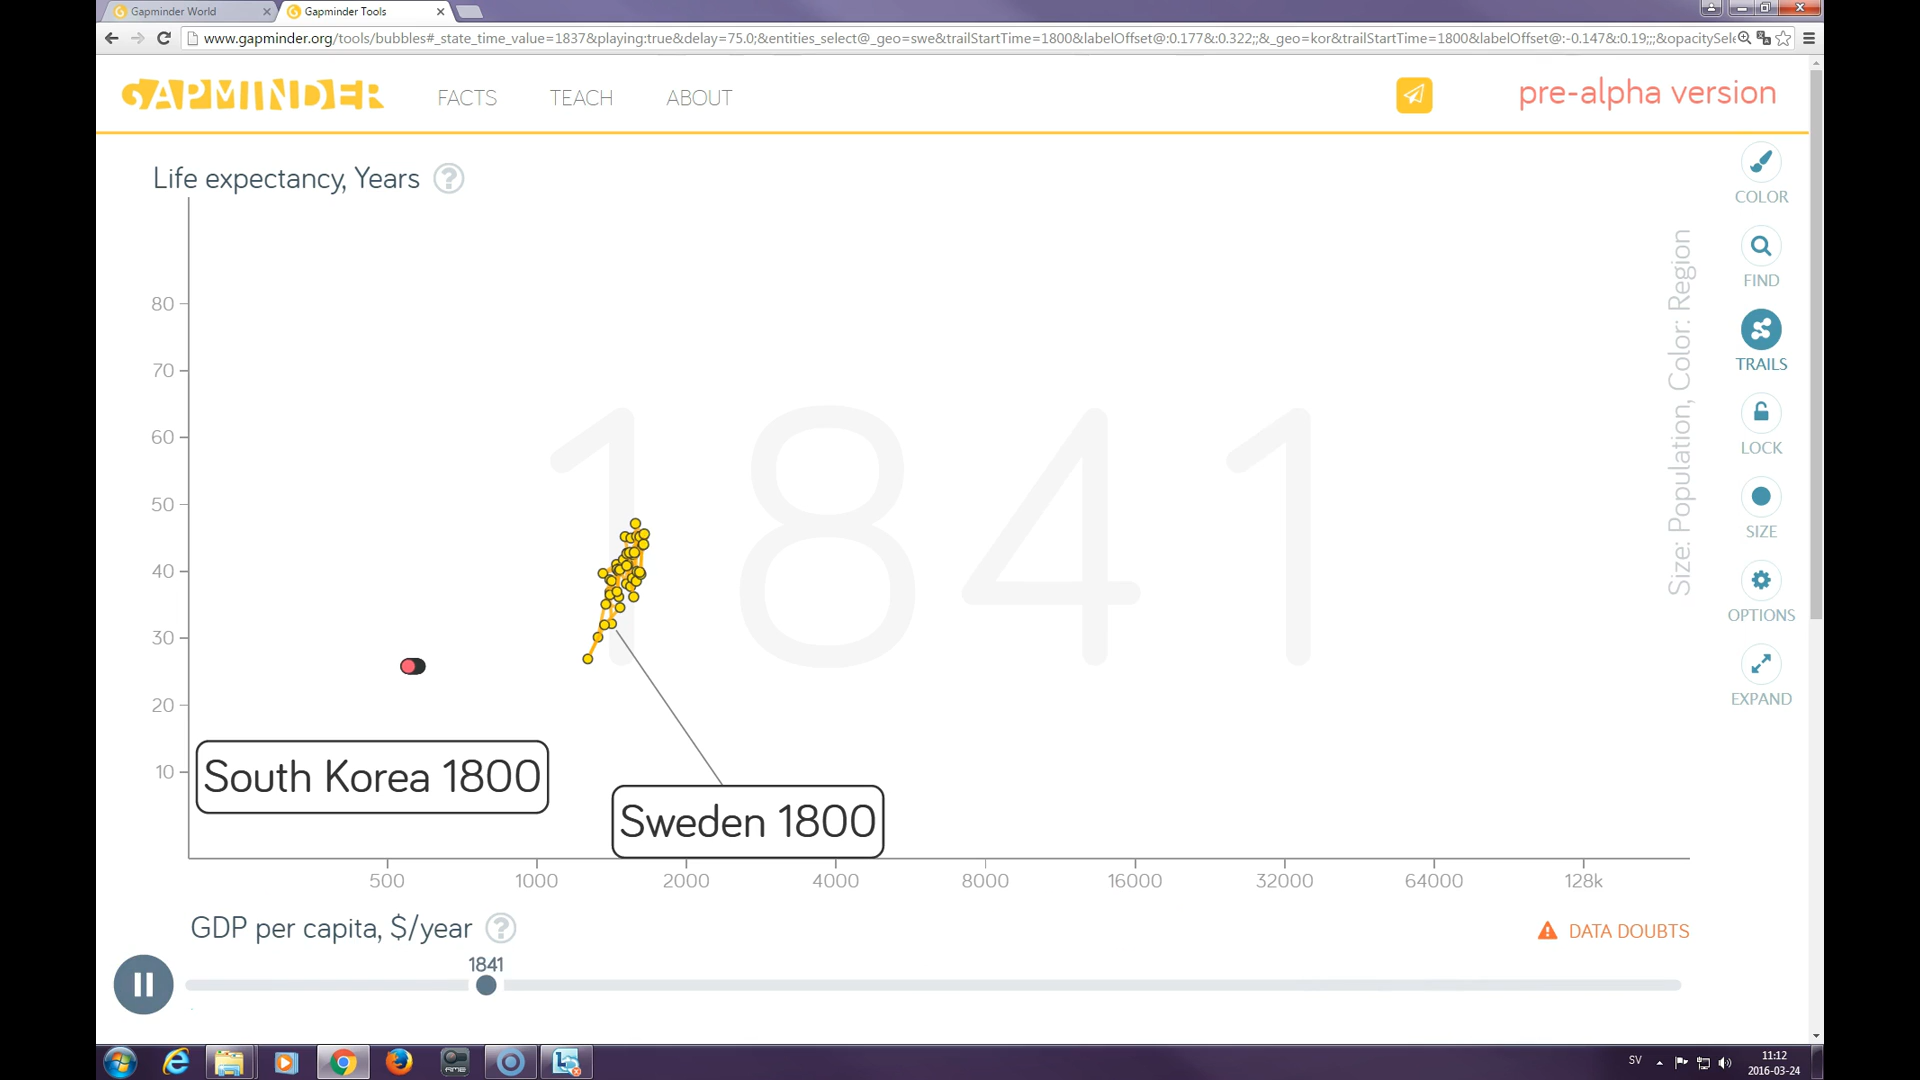 Gapminder World
Gapminder Tools
www.gapminder.org/tools/bubbles#_state_time_value=1837&playing:true&delay=75.0;&entities_select@_geo=swe&trailStartTime=1800&labelOffset@:0.177&:0.322;;&_geo=kor&trailStartTime=1800&labelOffset@:-0.147&:0.19;;;&opacitySele
GAPMINDER
FACTS
TEACH
ABOUT
pre-alpha version
Life expectancy, Years
?
COLOR
FIND
TRAILS
LOCK
SIZE
OPTIONS
EXPAND
Size: Population, Color: Region
1841
80
70
60
50
40
30
20
10
South Korea 1800
Sweden 1800
500
1000
2000
4000
8000
16000
32000
64000
128k
GDP per capita, $/year
?
DATA DOUBTS
1841
SV
11:12
2016-03-24